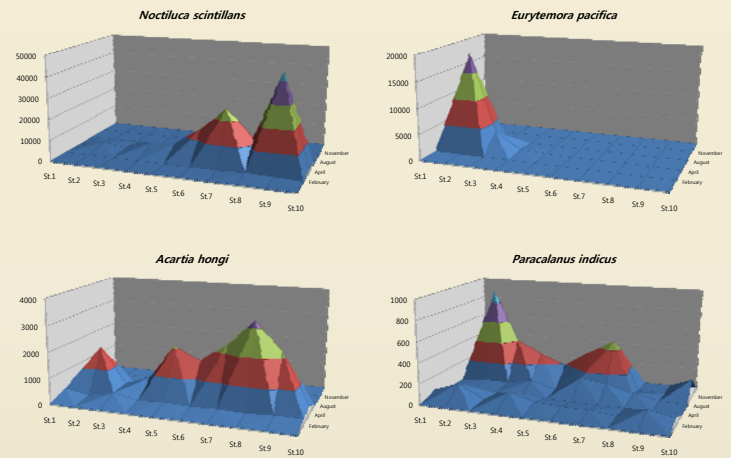 Noctiluca scintillans
50000
40000
30000
20000
10000
0
St.1
St.2
St.3
St.4
St.5
St.6
St.7
St.8
St.9
St.10
November
August
April
February
Eurytemora pacifica
20000
15000
10000
5000
0
St.1
St.2
St.3
St.4
St.5
St.6
St.7
St.8
St.9
St.10
November
August
April
February
Acartia hongi
4000
3000
2000
1000
0
St.1
St.2
St.3
St.4
St.5
St.6
St.7
St.8
St.9
St.10
November
August
April
February
Paracalanus indicus
1000
800
600
400
200
0
St.1
St.2
St.3
St.4
St.5
St.6
St.7
St.8
St.9
St.10
November
August
April
February